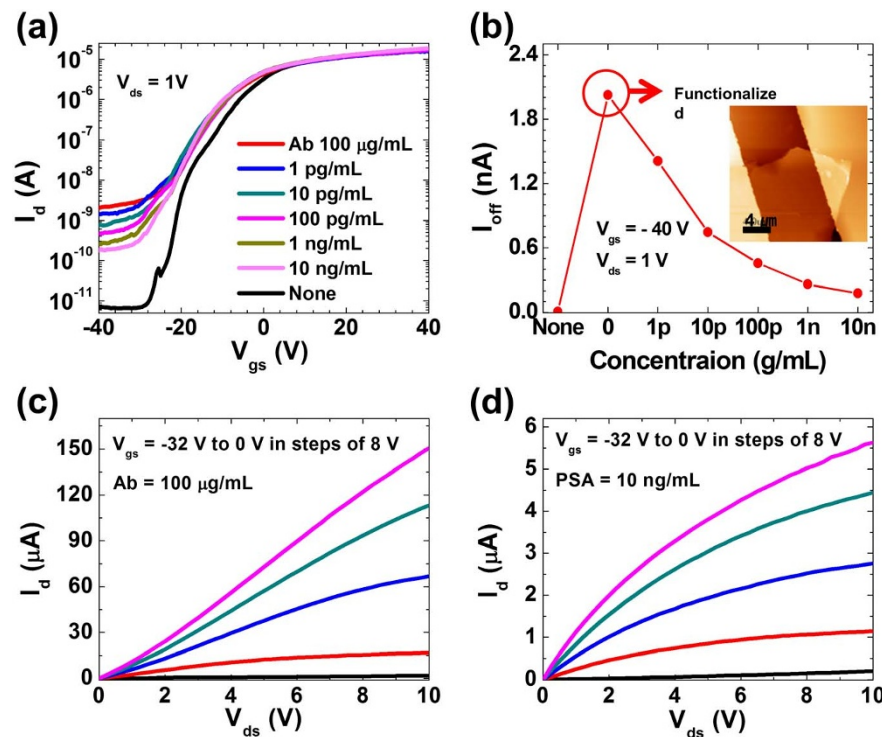 (a)
10⁻⁵
10⁻⁶
10⁻⁷
10⁻⁸
10⁻⁹
10⁻¹⁰
10⁻¹¹
I_d (A)
V_ds = 1V
Ab 100 μg/mL
1 pg/mL
10 pg/mL
100 pg/mL
1 ng/mL
10 ng/mL
None
-40 -20 0 20 40
V_gs (V)
(b)
2.4
1.8
1.2
0.6
0.0
I_off (nA)
Functionalize
d
4 μm
V_gs = - 40 V
V_ds = 1 V
None 0 1p 10p 100p 1n 10n
Concentraion (g/mL)
(c)
150
120
90
60
30
0
I_d (μA)
V_gs = -32 V to 0 V in steps of 8 V
Ab = 100 μg/mL
0 2 4 6 8 10
V_ds (V)
(d)
6
5
4
3
2
1
0
I_d (μA)
V_gs = -32 V to 0 V in steps of 8 V
PSA = 10 ng/mL
0 2 4 6 8 10
V_ds (V)